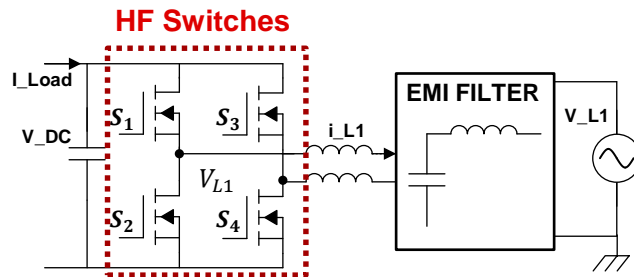 HF Switches
I_Load
EMI FILTER
S1
S3
i_L1
V_L1
V_DC
VL1
S2
S4